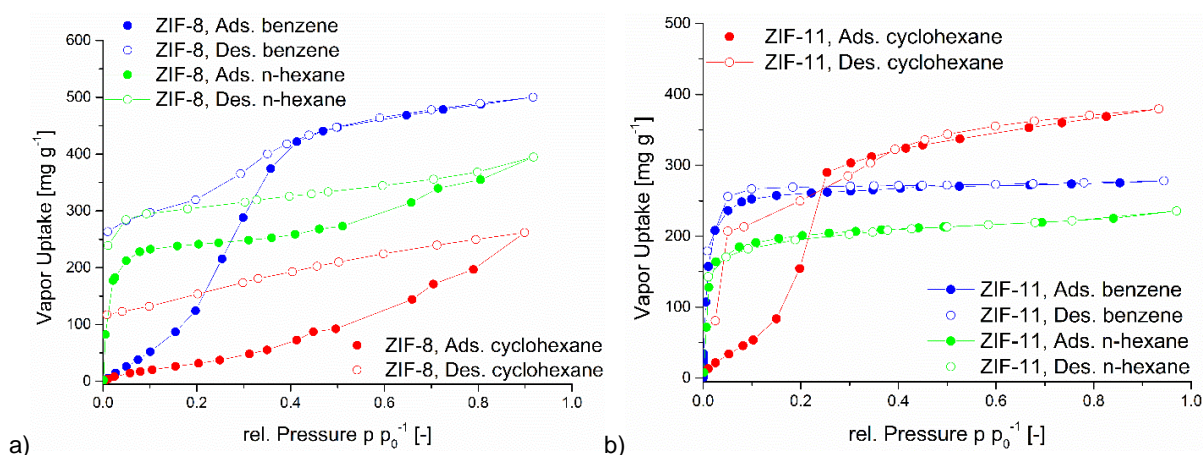 ZIF-8, Ads. benzene
ZIF-8, Des. benzene
ZIF-8, Ads. n-hexane
ZIF-8, Des. n-hexane
600
500
400
300
200
100
0
Vapor Uptake [mg g⁻¹]
ZIF-8, Ads. cyclohexane
ZIF-8, Des. cyclohexane
0.0 0.2 0.4 0.6 0.8 1.0
rel. Pressure p p₀⁻¹ [-]
a)
ZIF-11, Ads. cyclohexane
ZIF-11, Des. cyclohexane
500
400
300
200
100
0
Vapor Uptake [mg g⁻¹]
ZIF-11, Ads. benzene
ZIF-11, Des. benzene
ZIF-11, Ads. n-hexane
ZIF-11, Des. n-hexane
0.0 0.2 0.4 0.6 0.8 1.0
rel. Pressure p p₀⁻¹ [-]
b)